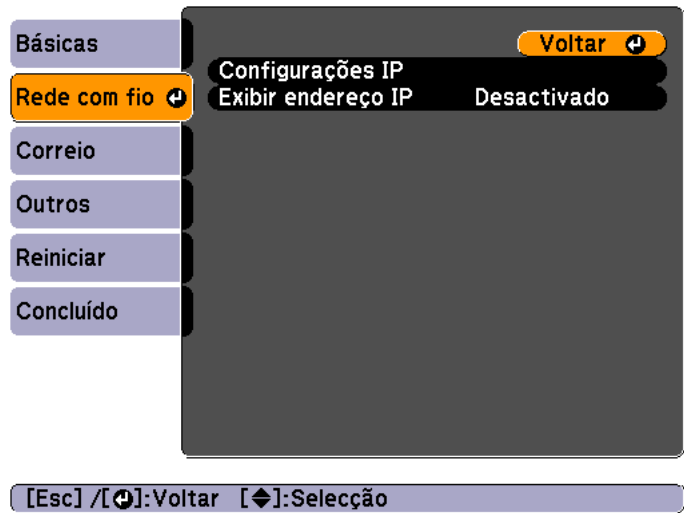 Básicas
Rede com fio
Correio
Outros
Reiniciar
Concluído
Voltar
Configurações IP
Exibir endereço IP Desactivado
[Esc] /[⏎]:Voltar [◆]:Selecção